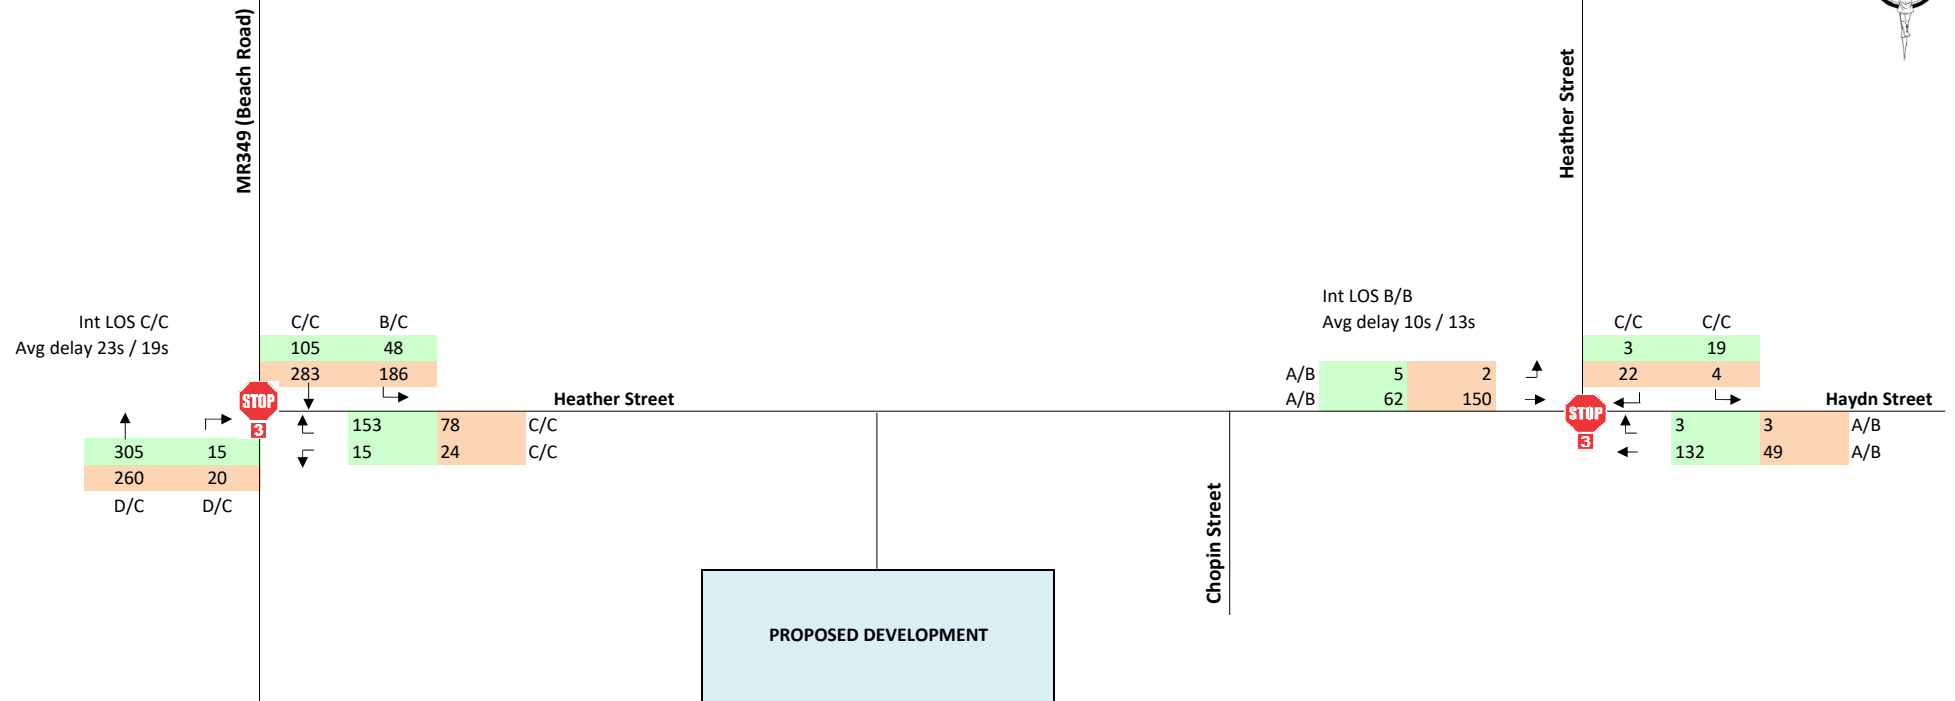 MR349 (Beach Road)
Heather Street
Int LOS C/C
Avg delay 23s / 19s
C/C B/C
105 48
283 186
STOP
3
Heather Street
305 15
260 20
D/C D/C
153 78 C/C
15 24 C/C
Int LOS B/B
Avg delay 10s / 13s
A/B 5 2
A/B 62 150
C/C C/C
3 19
22 4
STOP
3
Haydn Street
3 3 A/B
132 49 A/B
Chopin Street
PROPOSED DEVELOPMENT